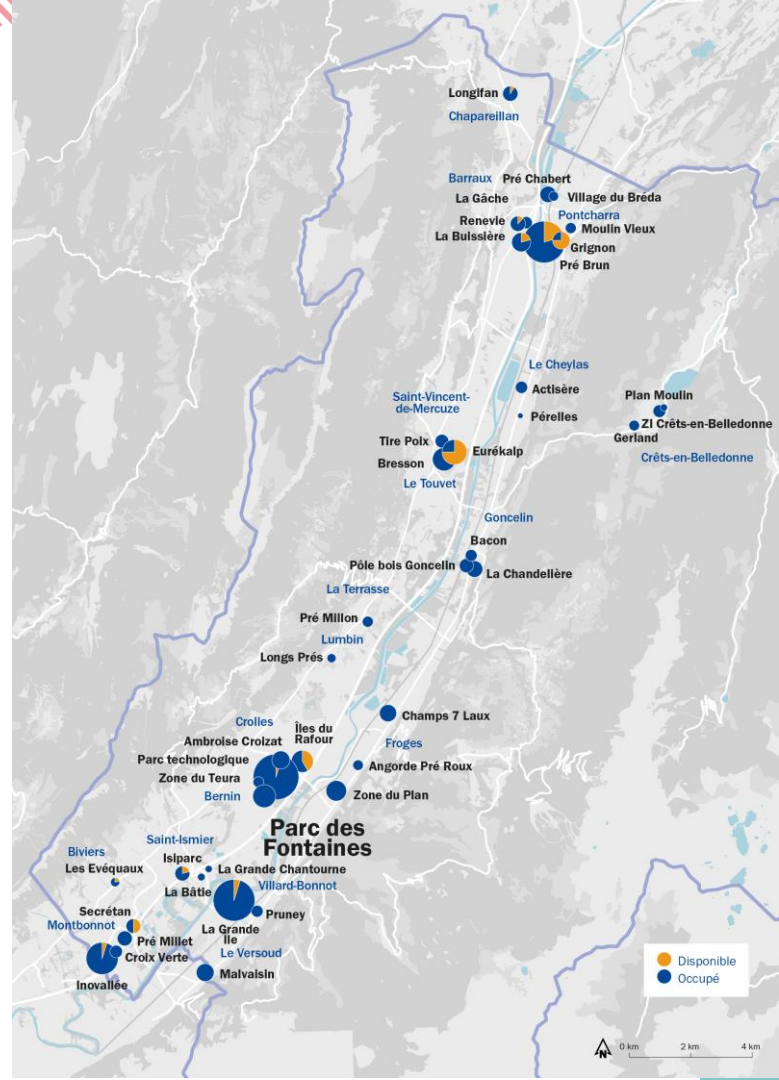 Longifan
Chapareillan
Barraux
Pré Chabert
La Gâche
Village du Bréda
Pontcharra
Renevie
Moulin Vieux
La Buissière
Grignon
Pré Brun
Le Cheylas
Actisère
Plan Moulin
Saint-Vincent-
de-Mercuze
Pérelles
ZI Crêts-en-Belledonne
Gerland
Tire Poix
Eurékalp
Crêts-en-Belledonne
Bresson
Le Touvet
Goncelin
Bacon
Pôle bois Goncelin
La Chandelière
La Terrasse
Pré Millon
Lumbin
Longs Prés
Champs 7 Laux
Crolles
Îles du
Rafour
Ambroise Croizat
Froges
Parc technologique
Angorde Pré Roux
Zone du Teura
Bernin
Zone du Plan
Parc des
Fontaines
Saint-Ismier
Biviers
Isiparc
Les Evéquaux
La Grande Chantourne
La Bâtie
Villard-Bonnot
Secrétan
Pruney
Montbonnot
La Grande
Ile
Pré Millet
Le Versoud
Croix Verte
Malvaisin
Inovallée
Disponible
Occupé
N
0 km 2 km 4 km